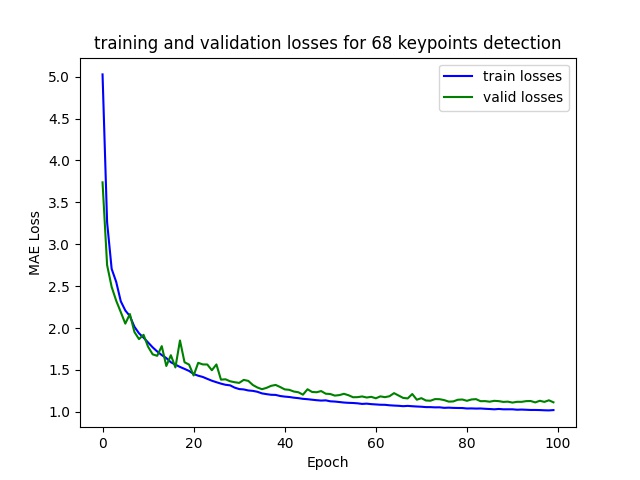 training and validation losses for 68 keypoints detection
train losses
valid losses
MAE Loss
5.0
4.5
4.0
3.5
3.0
2.5
2.0
1.5
1.0
0 20 40 60 80 100
Epoch